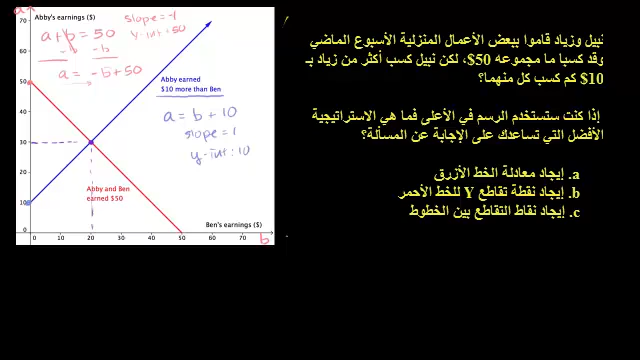 a
Abby's earnings ($)
70
60
50
40
30
20
10
0
0 10 20 30 40 50 60 70
Ben's earnings ($)
b
a + b = 50
- b - b
a = -b + 50
slope = -1
y-int = 50
Abby earned
$10 more than Ben
a = b + 10
slope = 1
y-int: 10
Abby and Ben
earned $50
نبيل وزياد قاموا ببعض الأعمال المنزلية الأسبوع الماضي
وقد كسبا ما مجموعه 50$، لكن نبيل كسب أكثر من زياد بـ
10$ كم كسب كل منهما؟
إذا كنت ستستخدم الرسم في الأعلى فما هي الاستراتيجية
الأفضل التي تساعدك على الإجابة عن المسألة؟
a. إيجاد معادلة الخط الأزرق
b. إيجاد نقطة تقاطع Y للخط الأحمر
c. إيجاد نقاط التقاطع بين الخطوط